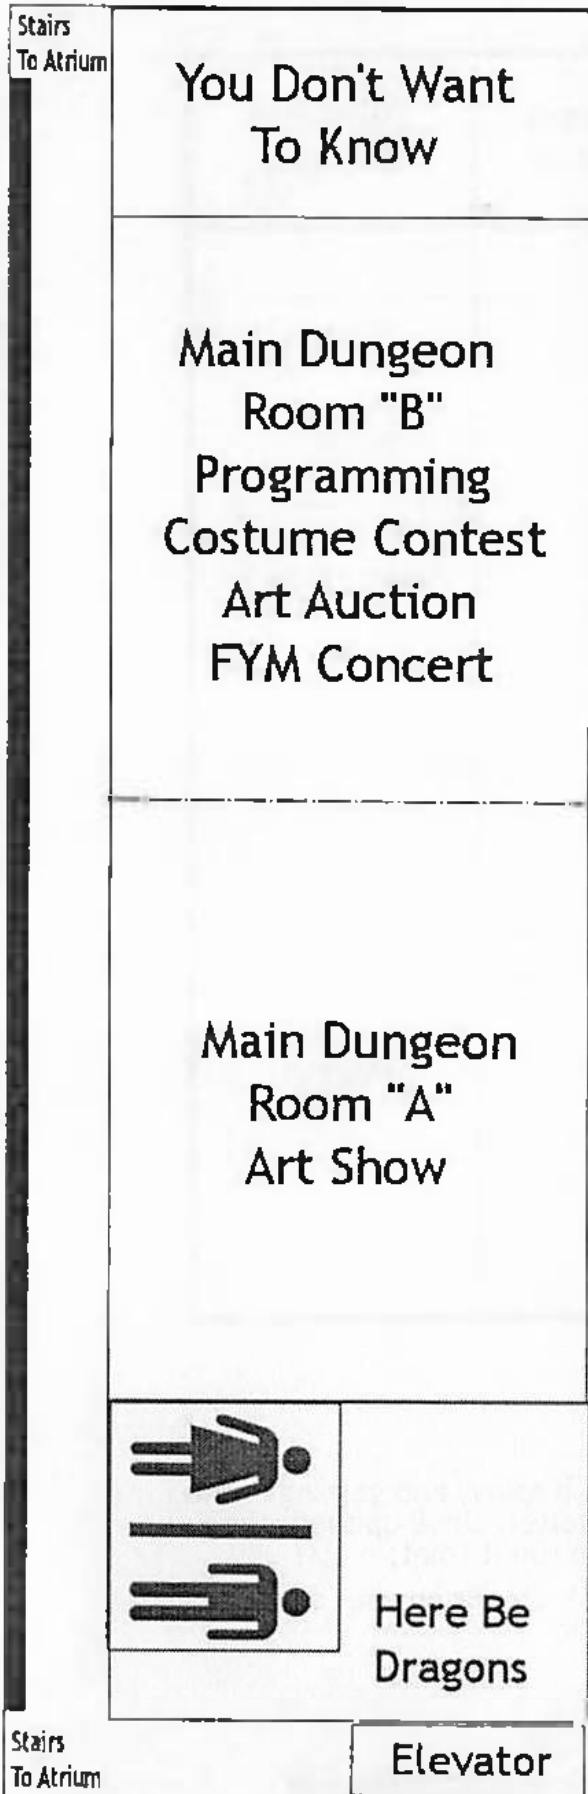 Stairs
To Atrium
You Don't Want
To Know
Main Dungeon
Room "B"
Programming
Costume Contest
Art Auction
FYM Concert
Main Dungeon
Room "A"
Art Show
Here Be
Dragons
Stairs
To Atrium
Elevator